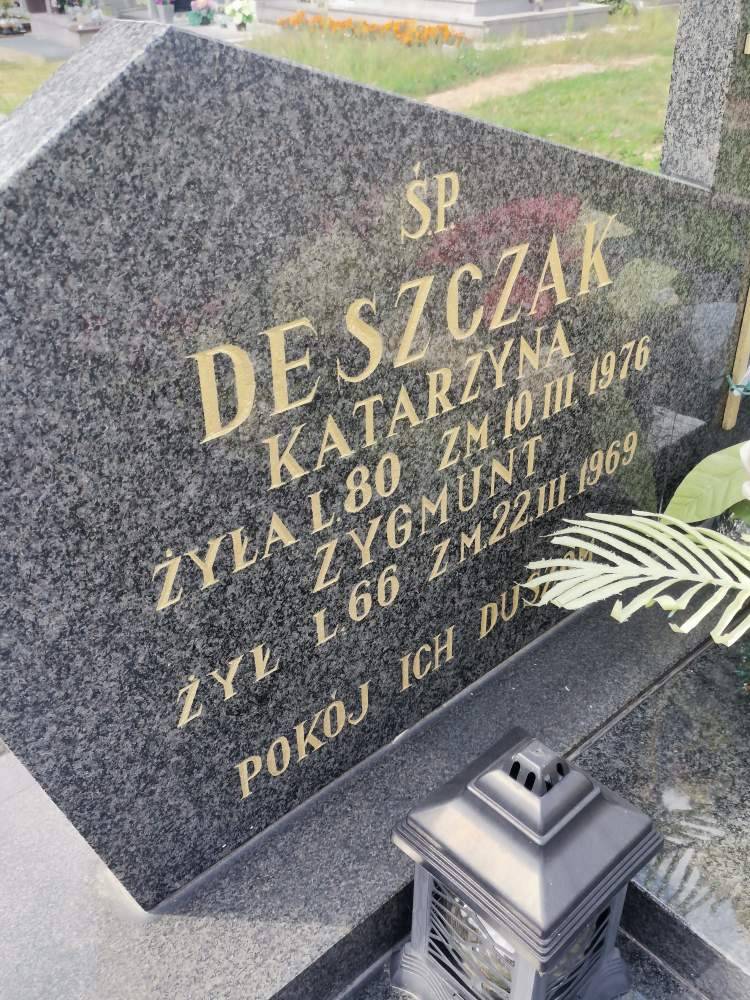 ŚP.
DESZCZAK
KATARZYNA
ŻYŁA L.80 ZM.10.III 1976
ZYGMUNT
ŻYŁ L.66 ZM.22.III 1969
POKÓJ ICH